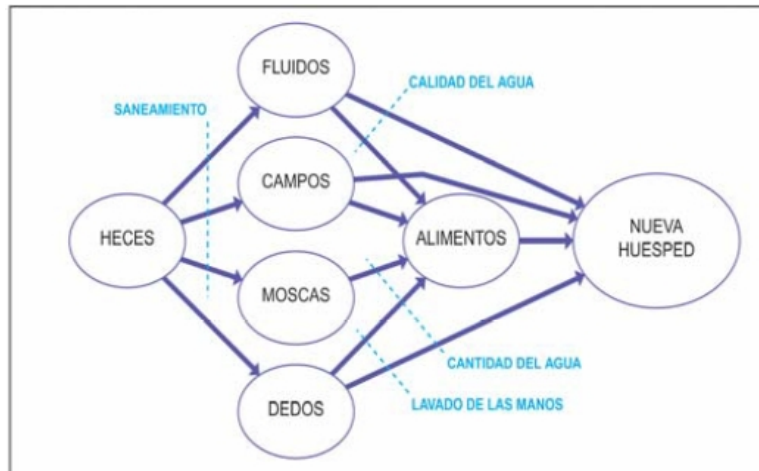 FLUIDOS
CALIDAD DEL AGUA
SANEAMIENTO
CAMPOS
HECES
ALIMENTOS
NUEVA
HUESPED
MOSCAS
CANTIDAD DEL AGUA
LAVADO DE LAS MANOS
DEDOS